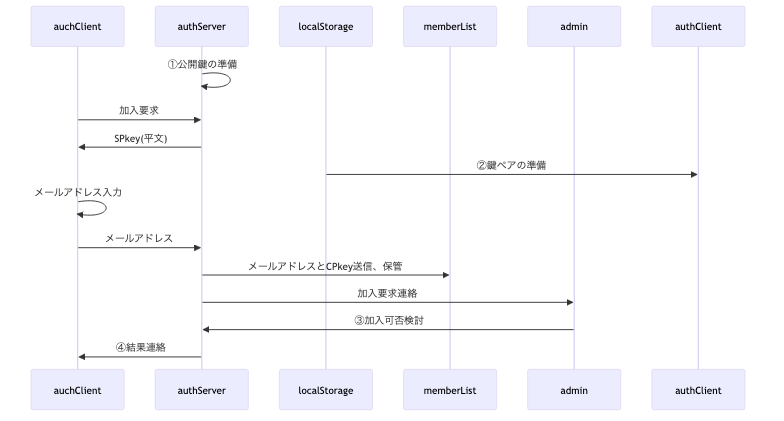 auchClient
authServer
localStorage
memberList
admin
authClient
①公開鍵の準備
加入要求
SPkey(平文)
②鍵ペアの準備
メールアドレス入力
メールアドレス
メールアドレスとCPkey送信、保管
加入要求連絡
③加入可否検討
④結果連絡
auchClient
authServer
localStorage
memberList
admin
authClient